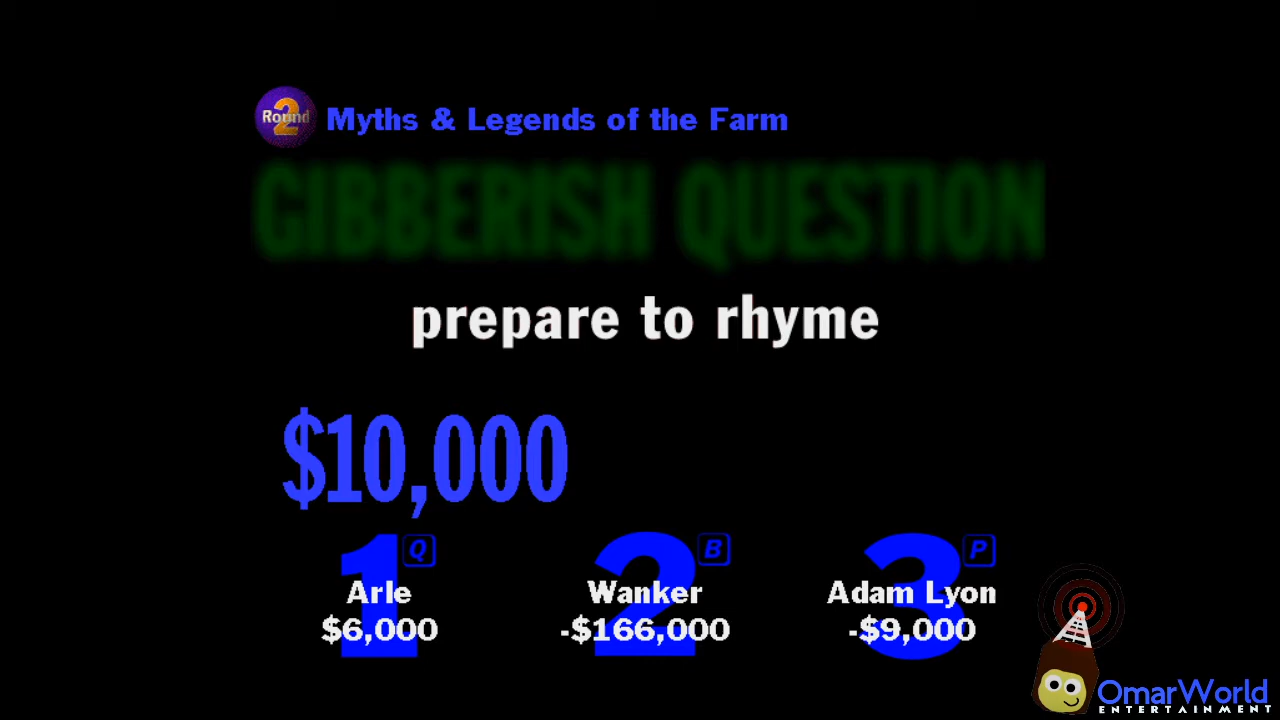 Round 2 Myths & Legends of the Farm
GIBBERISH QUESTION
prepare to rhyme
$10,000
1 Q 2 B 3 P
Arle Wanker Adam Lyon
$6,000 -$166,000 -$9,000
OmarWorld
ENTERTAINMENT